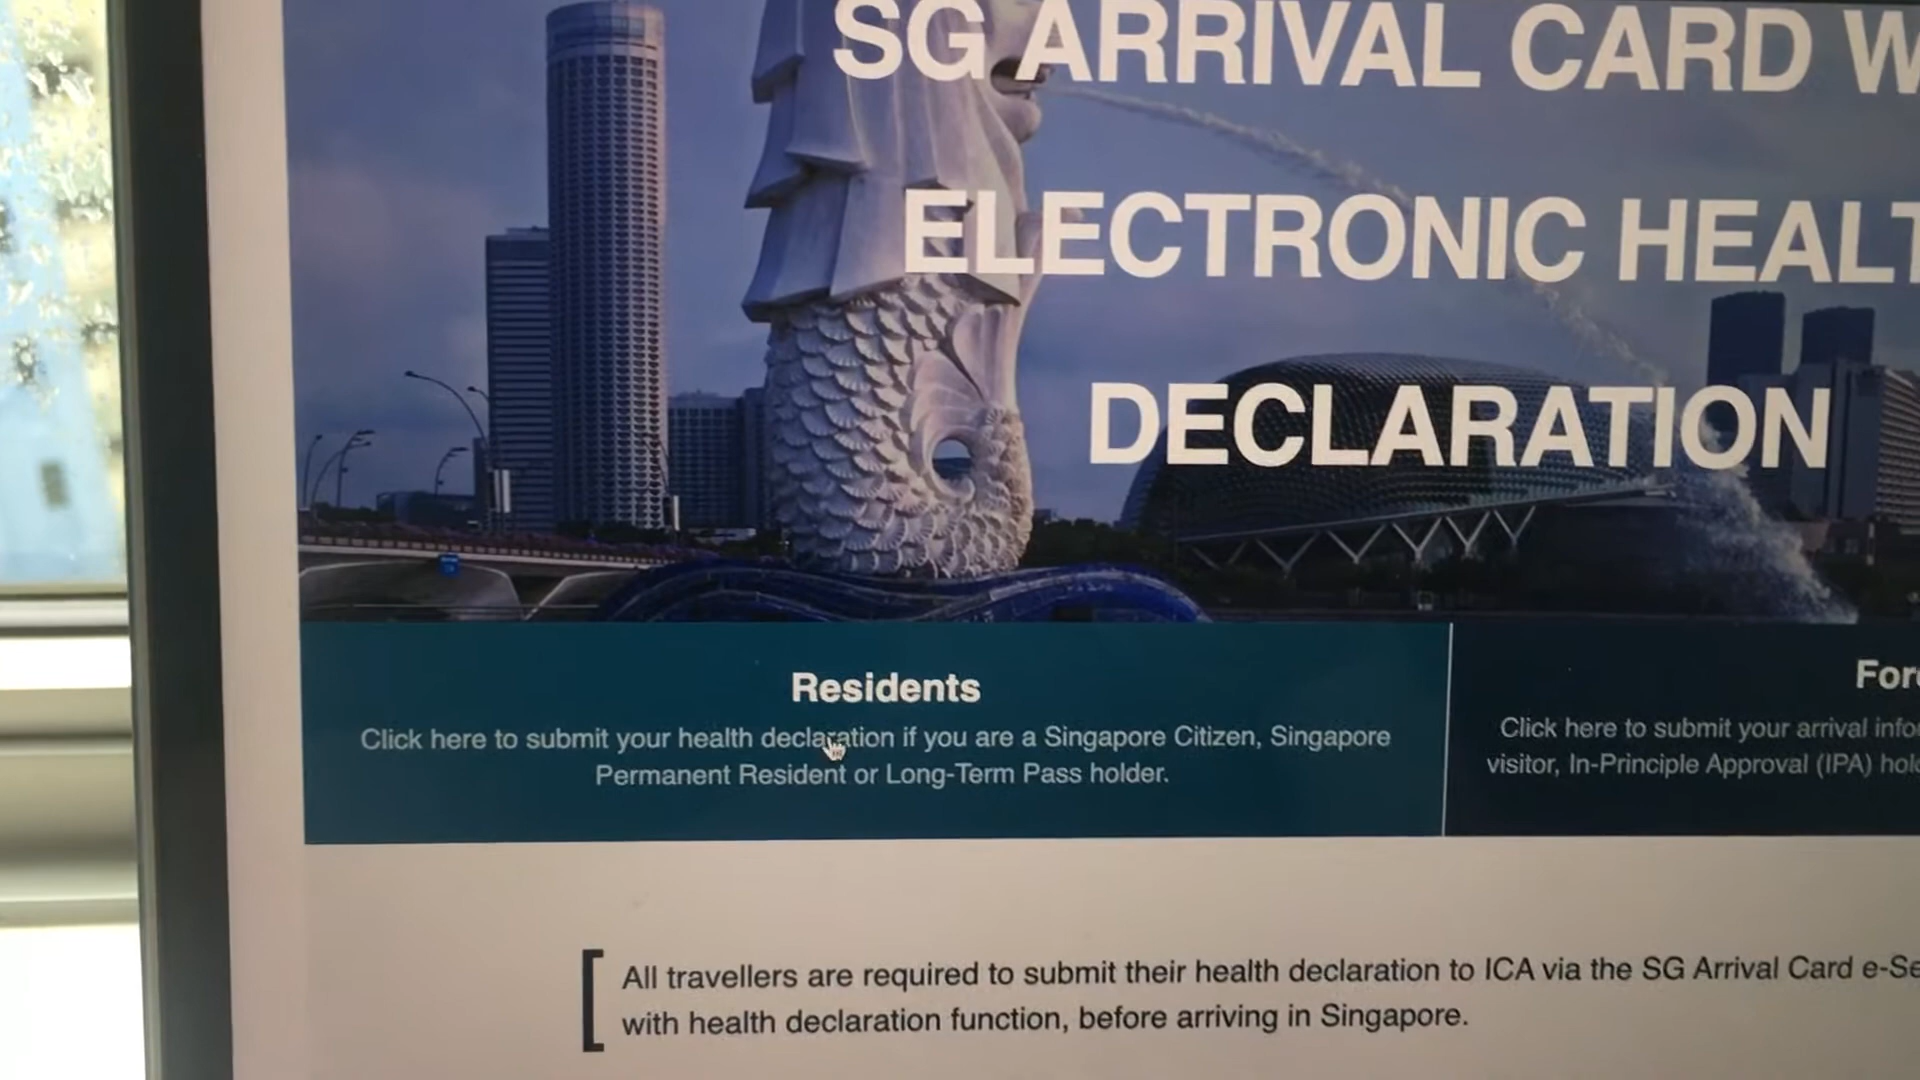 SG ARRIVAL CARD
ELECTRONIC
DECLARATION
Residents
Click here to submit your health declaration if you are a Singapore Citizen, Singapore
Permanent Resident or Long-Term Pass holder.
Click here to submit your arrival
visitor, In-Principle Approval (IPA)
All travellers are required to submit their health declaration to ICA via the SG Arrival Card
with health declaration function, before arriving in Singapore.